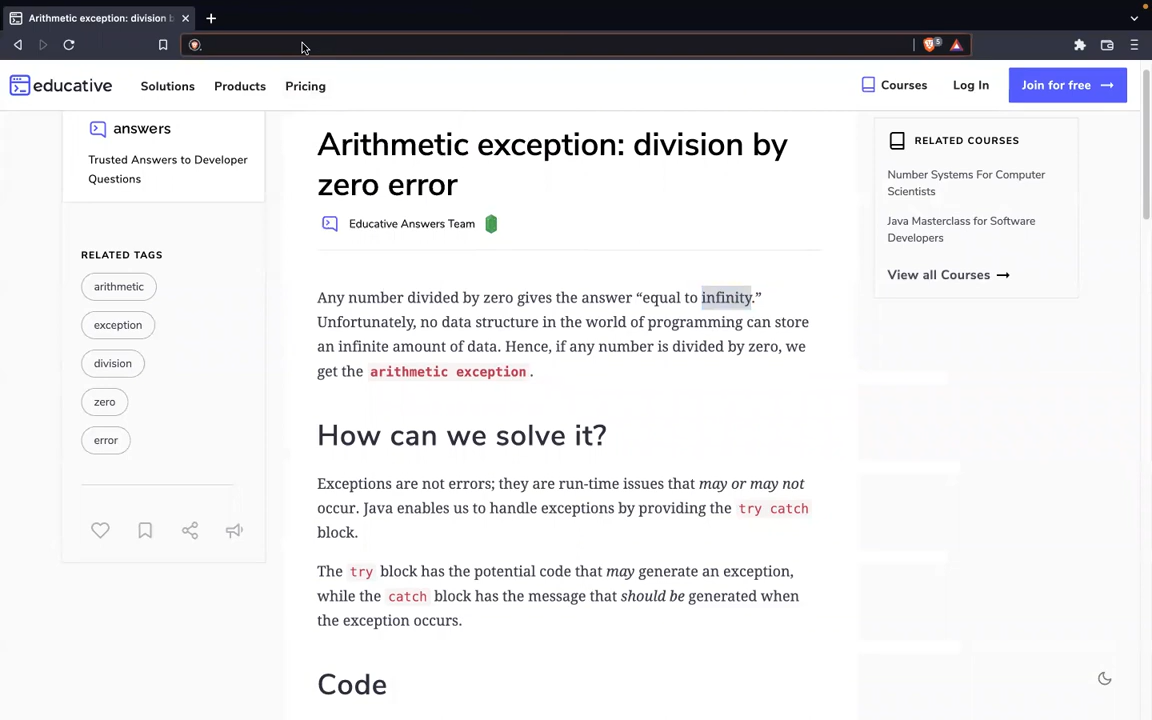 Arithmetic exception: division b
5
educative
Solutions
Products
Pricing
Courses
Log In
Join for free
answers
Trusted Answers to Developer
Questions
RELATED TAGS
arithmetic
exception
division
zero
error
Arithmetic exception: division by
zero error
Educative Answers Team
Any number divided by zero gives the answer “equal to infinity.”
Unfortunately, no data structure in the world of programming can store
an infinite amount of data. Hence, if any number is divided by zero, we
get the arithmetic exception .
How can we solve it?
Exceptions are not errors; they are run-time issues that may or may not
occur. Java enables us to handle exceptions by providing the try catch
block.
The try block has the potential code that may generate an exception,
while the catch block has the message that should be generated when
the exception occurs.
Code
RELATED COURSES
Number Systems For Computer
Scientists
Java Masterclass for Software
Developers
View all Courses